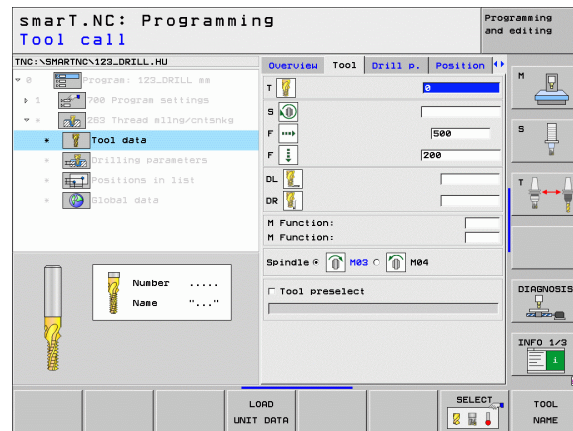 smarT.NC: Programming
Tool call
Programming
and editing
TNC:\SMARTNC\123_DRILL.HU
0 Program: 123_DRILL mm
1 700 Program settings
* 263 Thread mllng/cntsnkg
* Tool data
* Drilling parameters
* Positions in list
* Global data
Overview Tool Drill p. Position
T 0
S
F 500
F 200
DL
DR
M Function:
M Function:
Spindle M03 M04
Tool preselect
Number .....
Name "..."
M
S
T
DIAGNOSIS
INFO 1/3
i
LOAD
UNIT DATA
SELECT
TOOL
NAME